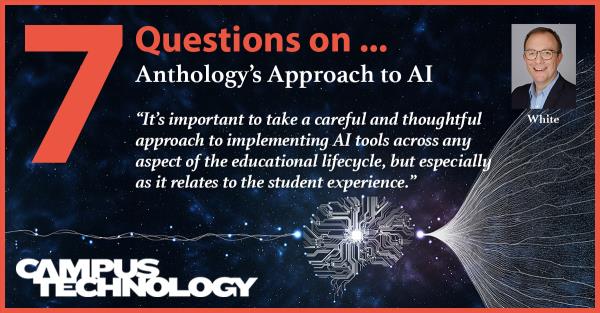 7
Questions on ...
Anthology's Approach to AI
White
“It's important to take a careful and thoughtful
approach to implementing AI tools across any
aspect of the educational lifecycle, but especially
as it relates to the student experience.”
CAMPUS
TECHNOLOGY